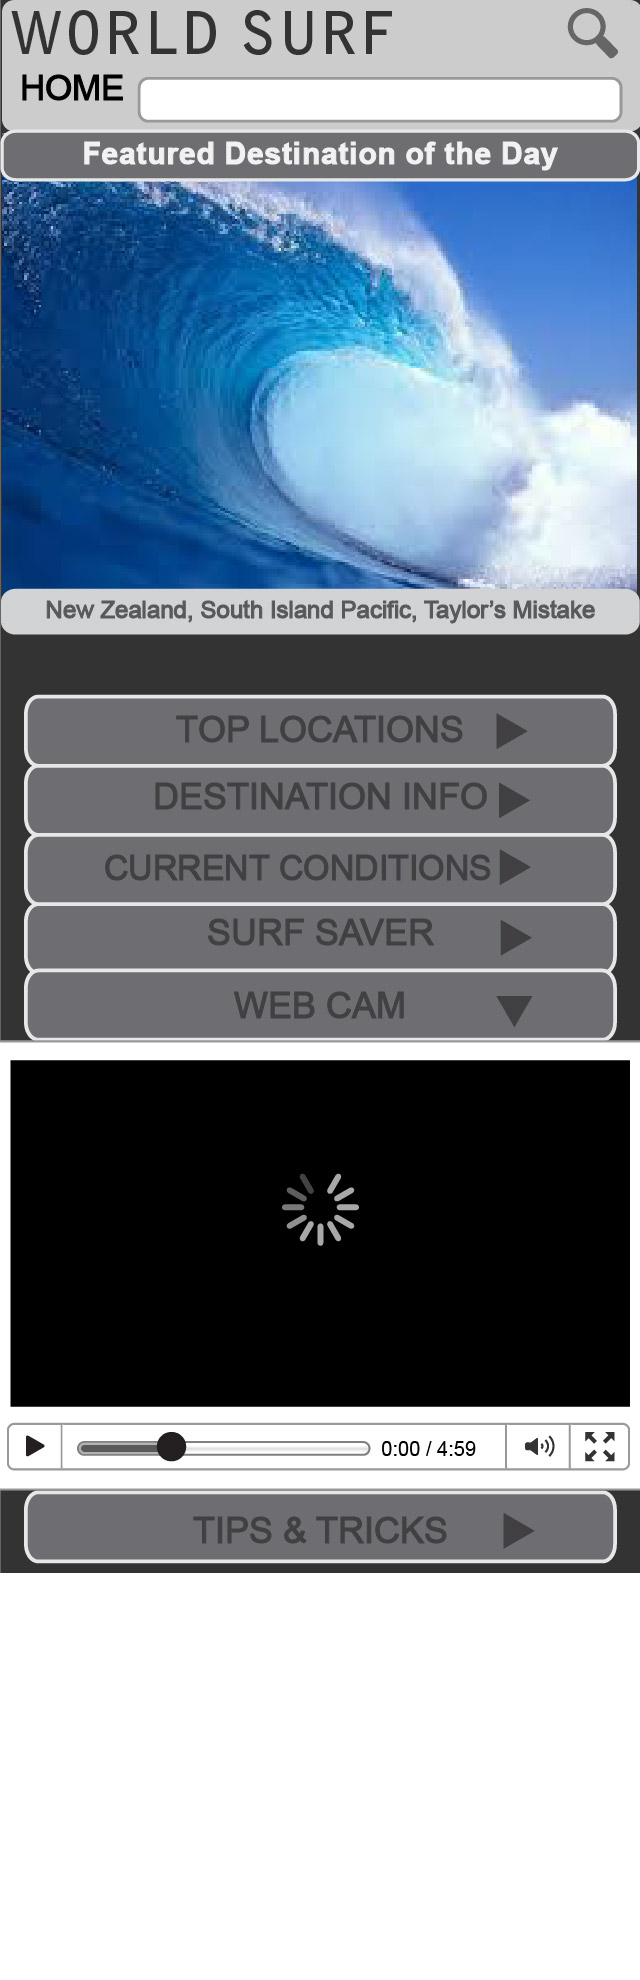 WORLD SURF
HOME
Featured Destination of the Day
New Zealand, South Island Pacific, Taylor's Mistake
TOP LOCATIONS
DESTINATION INFO
CURRENT CONDITIONS
SURF SAVER
WEB CAM
0:00 / 4:59
TIPS & TRICKS